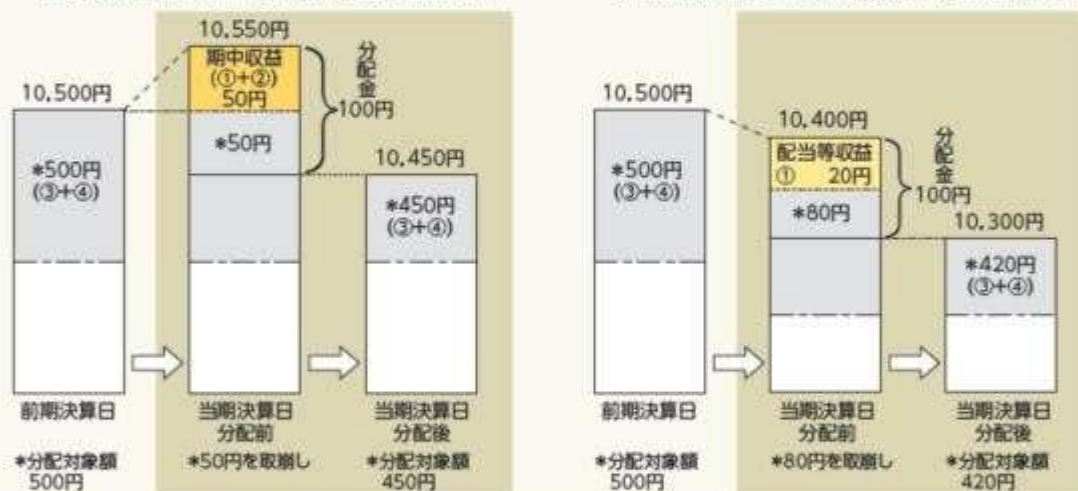 10,550円
期中収益
(①+②)
50円
分配金
100円
10,500円
*500円
(③+④)
*50円
10,450円
*450円
(③+④)
前期決算日
当期決算日
分配前
当期決算日
分配後
*分配対象額
500円
*50円を取崩し
*分配対象額
450円
10,500円
*500円
(③+④)
10,400円
配当等収益
① 20円
*80円
分配金
100円
10,300円
*420円
(③+④)
前期決算日
当期決算日
分配前
当期決算日
分配後
*分配対象額
500円
*80円を取崩し
*分配対象額
420円